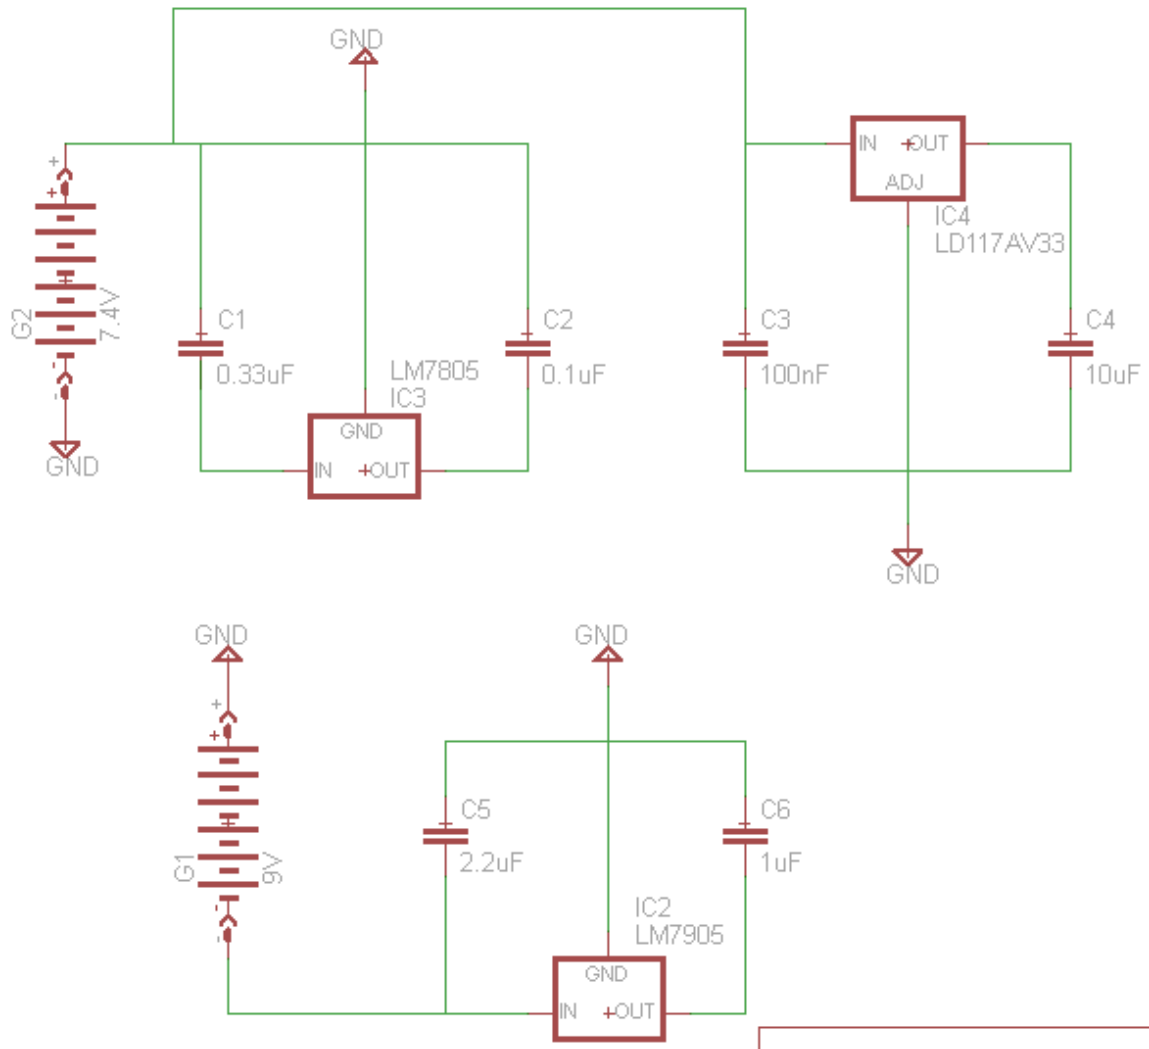 GND
+
+
G2
7.4V
-
-
GND
C1
0.33uF
LM7805
IC3
GND
IN
+OUT
C2
0.1uF
C3
100nF
IN
+OUT
ADJ
IC4
LD117AV33
C4
10uF
GND
GND
+
+
G1
9V
-
-
GND
C5
2.2uF
C6
1uF
IC2
LM7905
GND
IN
+OUT